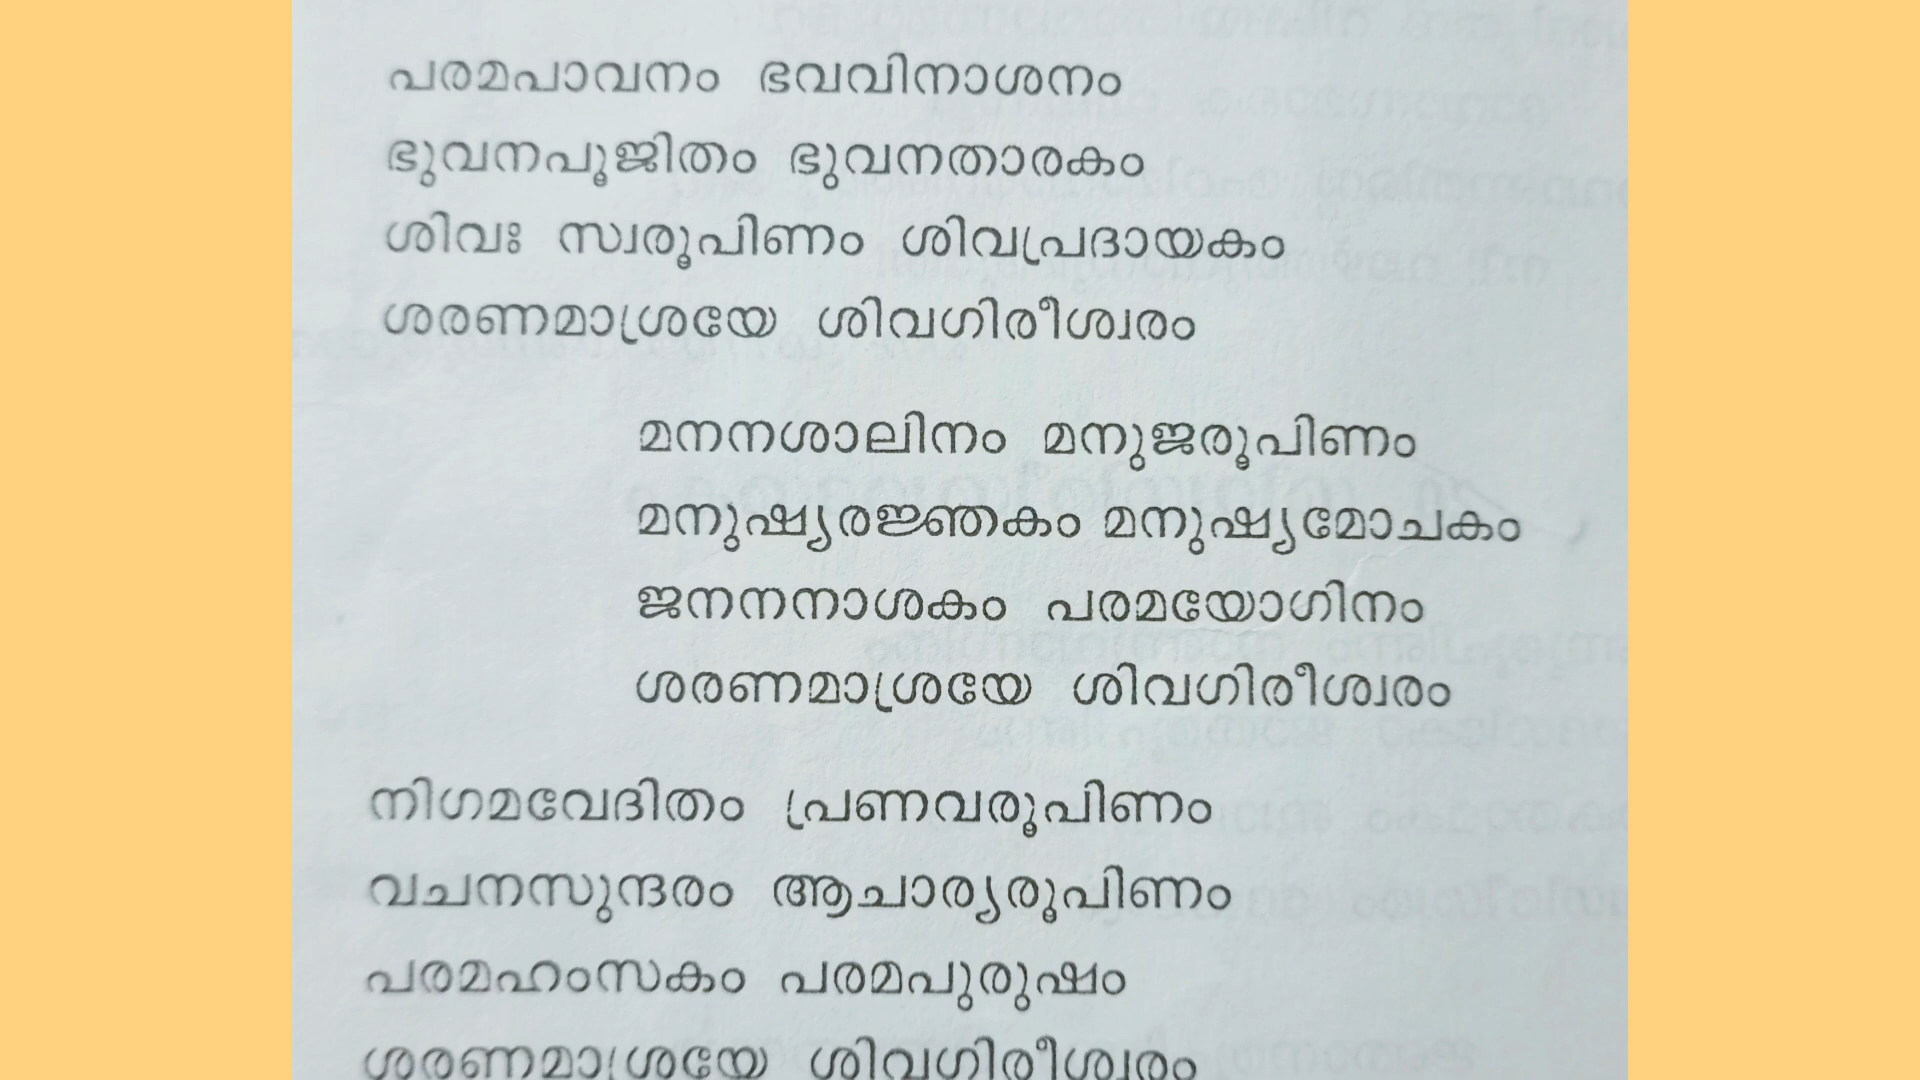 പരമപാവനം ഭവവിനാശനം
ഭുവനപൂജിതം ഭുവനതാരകം
ശിവഃ സ്വരൂപിണം ശിവപ്രദായകം
ശരണമാശ്രയേ ശിവഗിരീശ്വരം
മനനശാലിനം മനുജരൂപിണം
മനുഷ്യരഞ്ഞകം മനുഷ്യമോചകം
ജനനനാശകം പരമയോഗിനം
ശരണമാശ്രയേ ശിവഗിരീശ്വരം
നിഗമവേദിതം പ്രണവരൂപിണം
വചനസുന്ദരം ആചാര്യരൂപിണം
പരമഹംസകം പരമപുരുഷം
ശരണമാശ്രയേ ശിവഗിരീശ്വരം